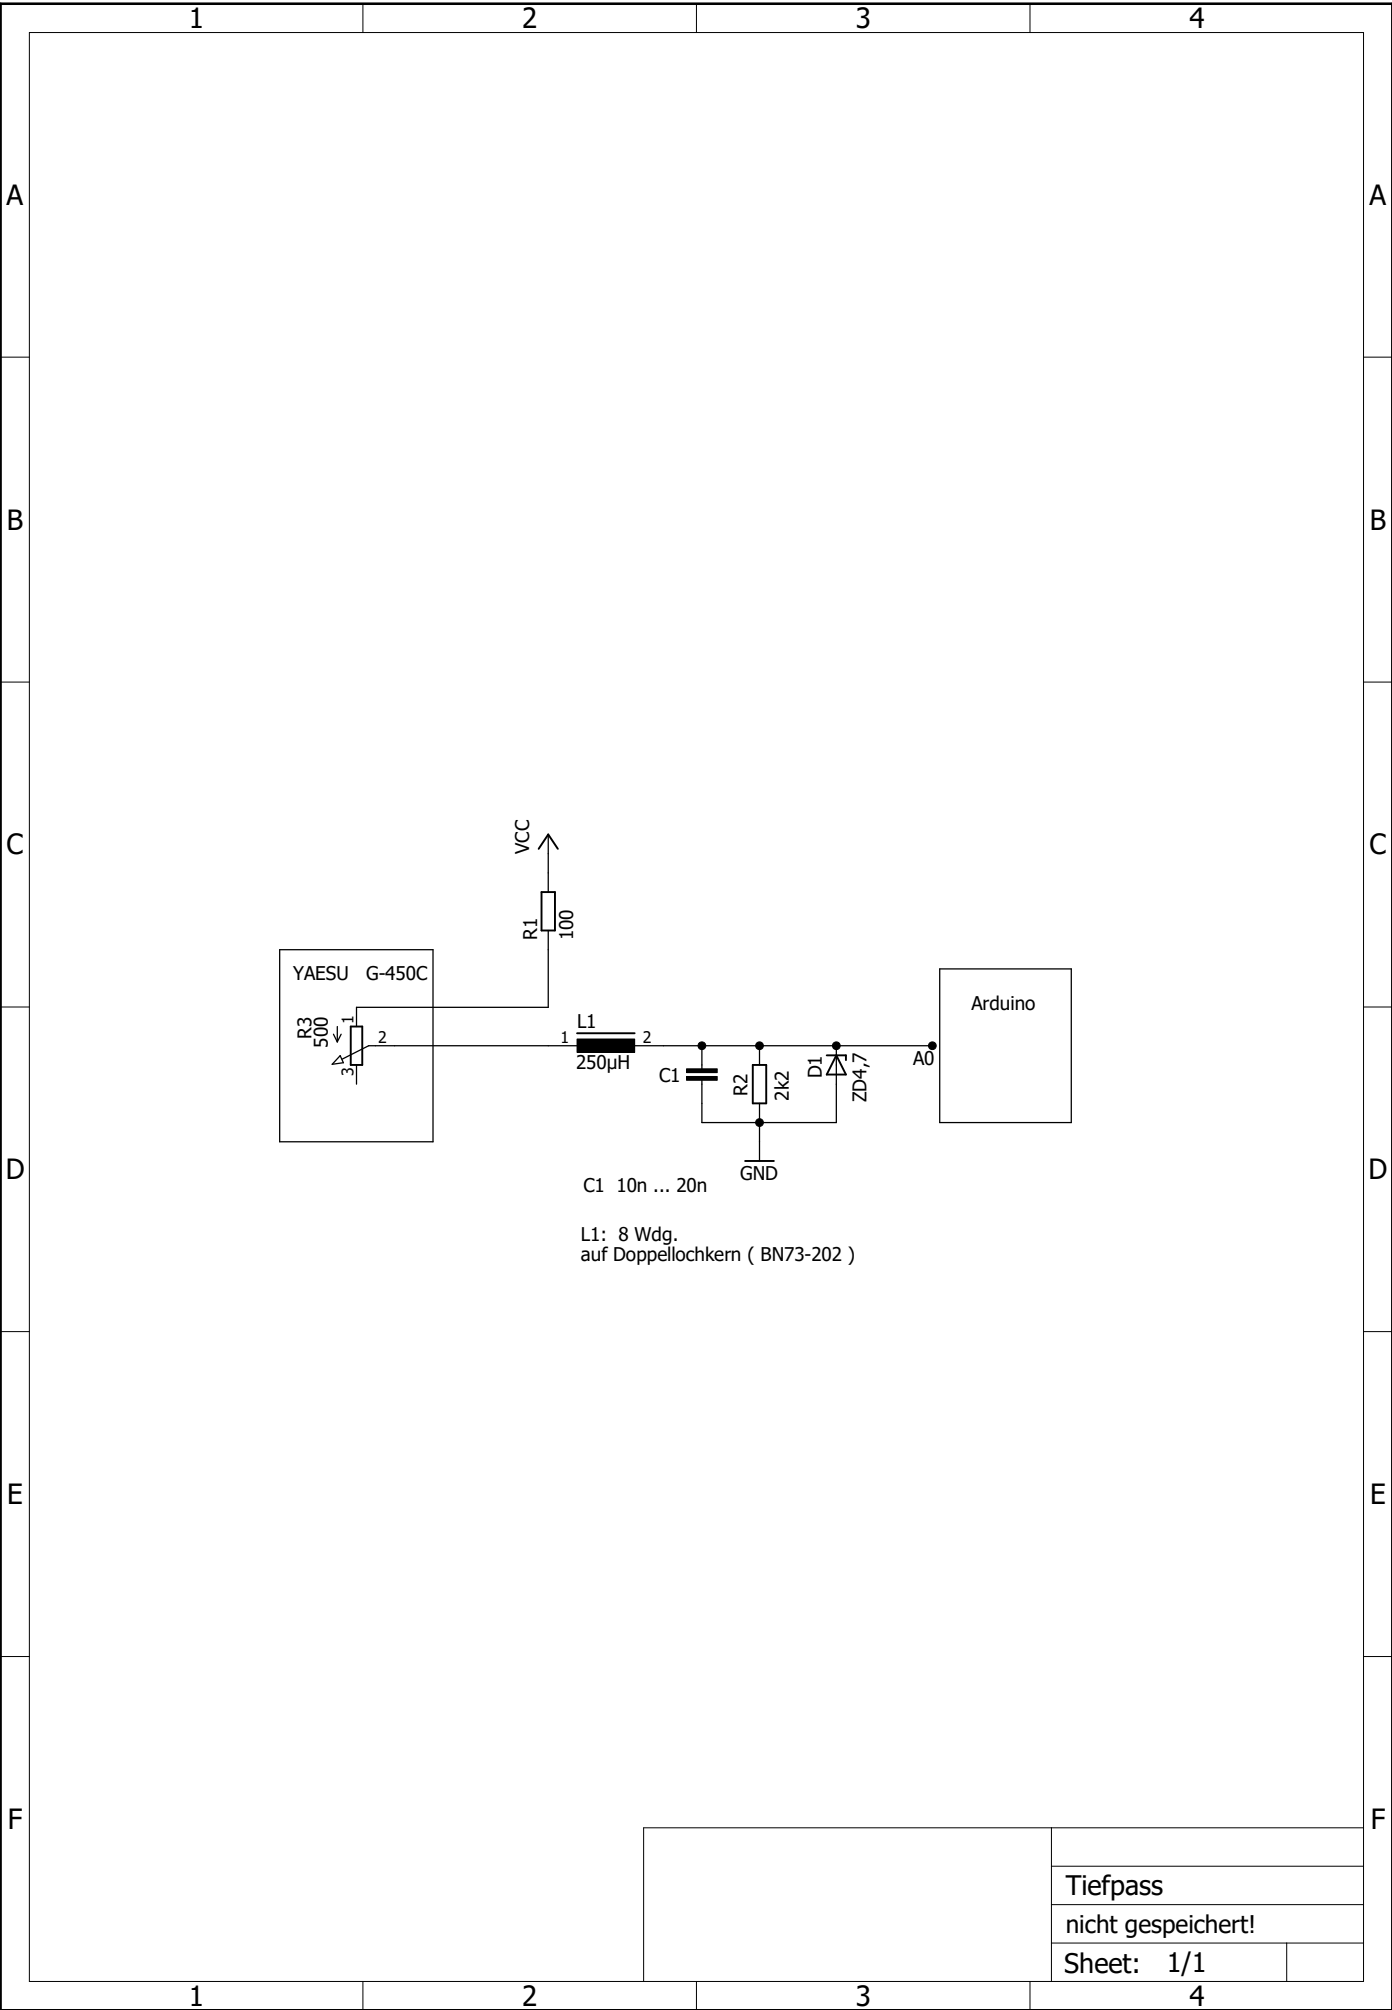 1 2 3 4
A A
B B
C C
D D
E E
F F
VCC
R1
100
YAESU G-450C
R3
500
1
2
3
L1
1 2
250µH
C1
R2
2k2
D1
ZD4,7
A0
Arduino
GND
C1 10n ... 20n
L1: 8 Wdg.
auf Doppellochkern ( BN73-202 )
Tiefpass
nicht gespeichert!
Sheet: 1/1
1 2 3 4